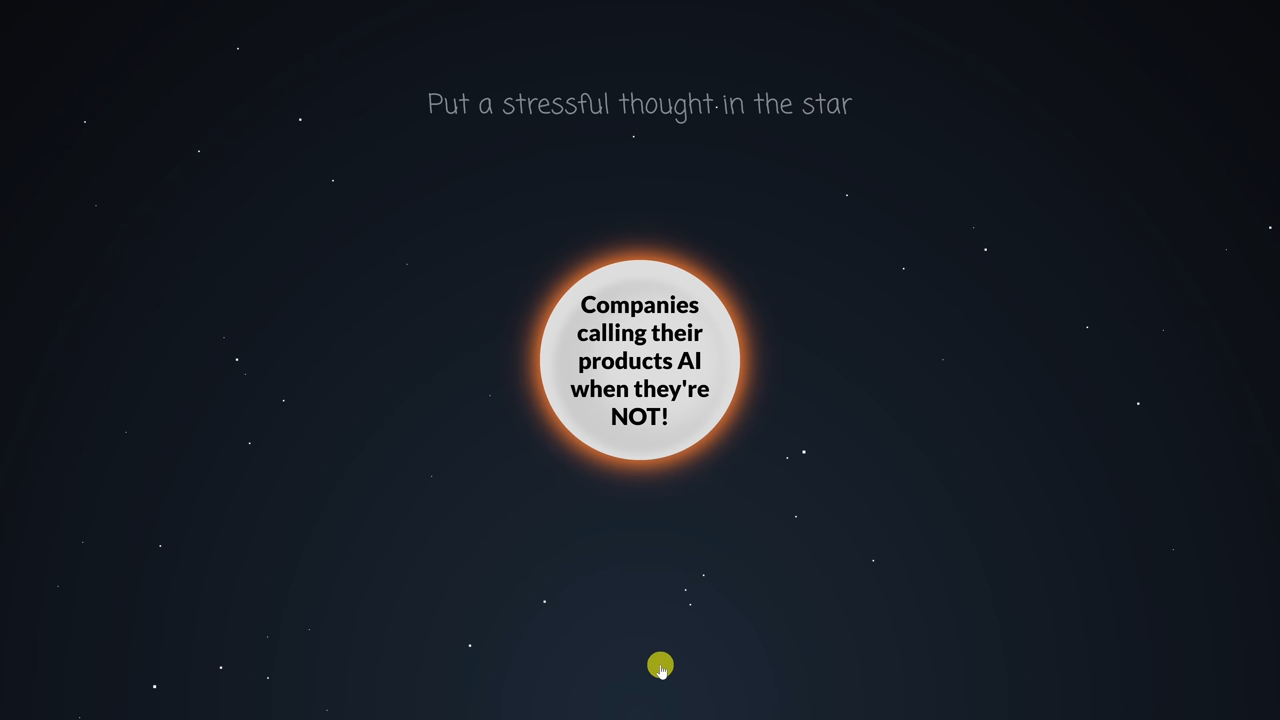 Put a stressful thought in the star
Companies
calling their
products AI
when they're
NOT!